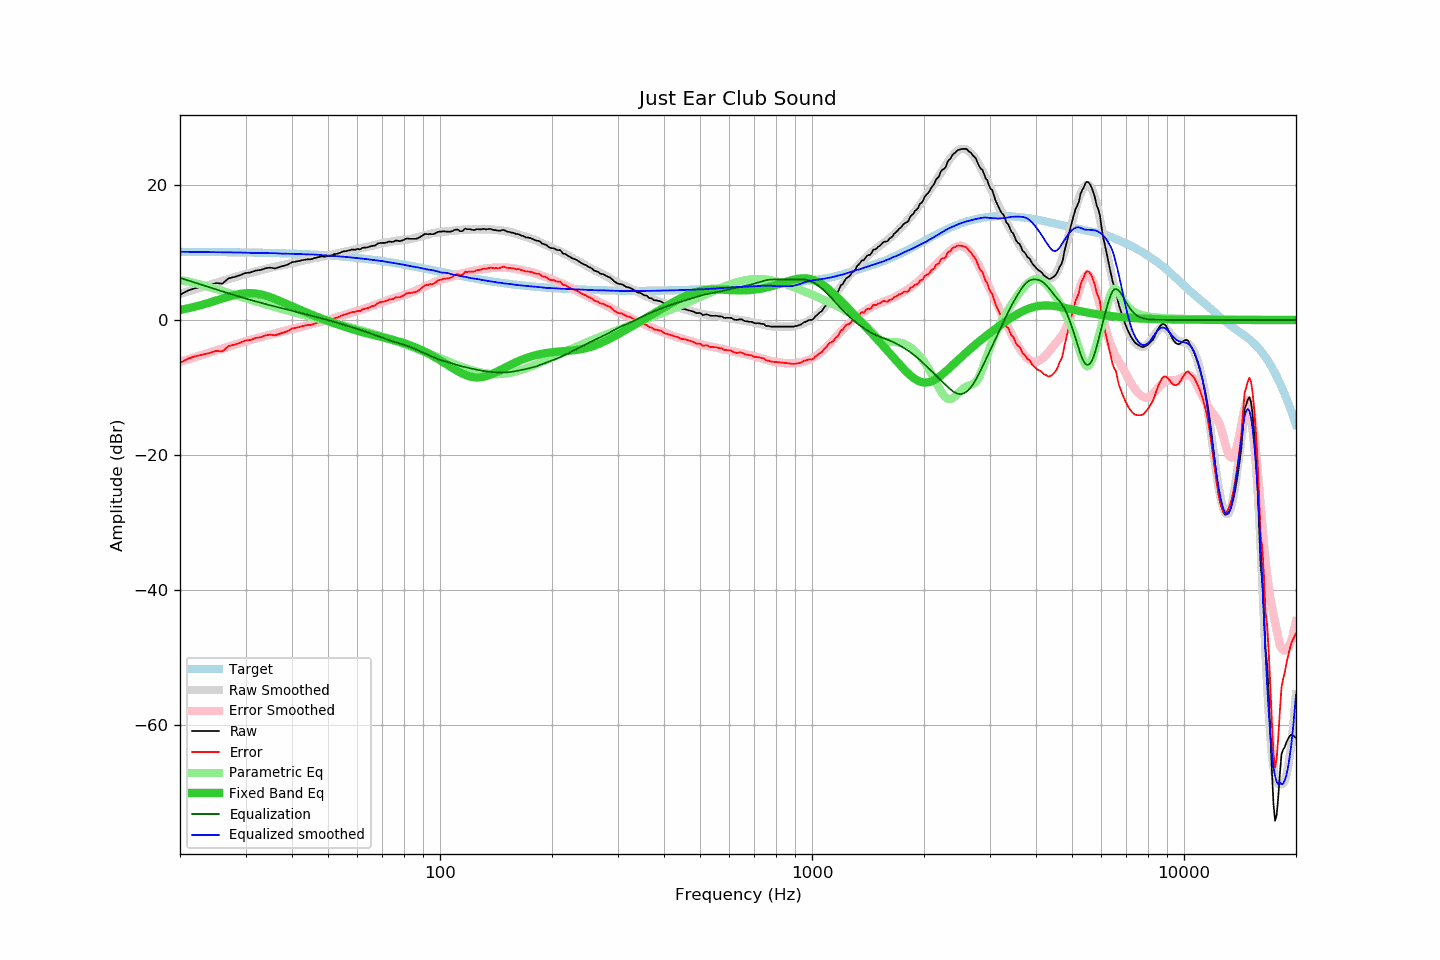 Just Ear Club Sound
Amplitude (dBr)
20
0
−20
−40
−60
Target
Raw Smoothed
Error Smoothed
Raw
Error
Parametric Eq
Fixed Band Eq
Equalization
Equalized smoothed
100 1000 10000
Frequency (Hz)